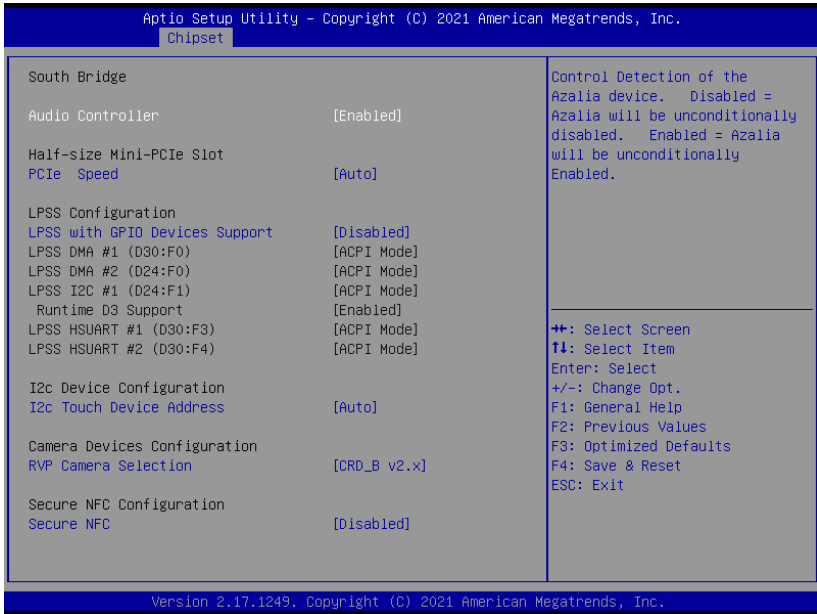 Aptio Setup Utility – Copyright (C) 2021 American Megatrends, Inc.
Chipset
South Bridge
Audio Controller [Enabled]
Half-size Mini-PCIe Slot
PCIe Speed [Auto]
LPSS Configuration
LPSS with GPIO Devices Support [Disabled]
LPSS DMA #1 (D30:F0) [ACPI Mode]
LPSS DMA #2 (D24:F0) [ACPI Mode]
LPSS I2C #1 (D24:F1) [ACPI Mode]
Runtime D3 Support [Enabled]
LPSS HSUART #1 (D30:F3) [ACPI Mode]
LPSS HSUART #2 (D30:F4) [ACPI Mode]
I2c Device Configuration
I2c Touch Device Address [Auto]
Camera Devices Configuration
RVP Camera Selection [CRD_B v2.x]
Secure NFC Configuration
Secure NFC [Disabled]
Control Detection of the
Azalia device. Disabled =
Azalia will be unconditionally
disabled. Enabled = Azalia
will be unconditionally
Enabled.
→←: Select Screen
↑↓: Select Item
Enter: Select
+/-: Change Opt.
F1: General Help
F2: Previous Values
F3: Optimized Defaults
F4: Save & Reset
ESC: Exit
Version 2.17.1249. Copyright (C) 2021 American Megatrends, Inc.